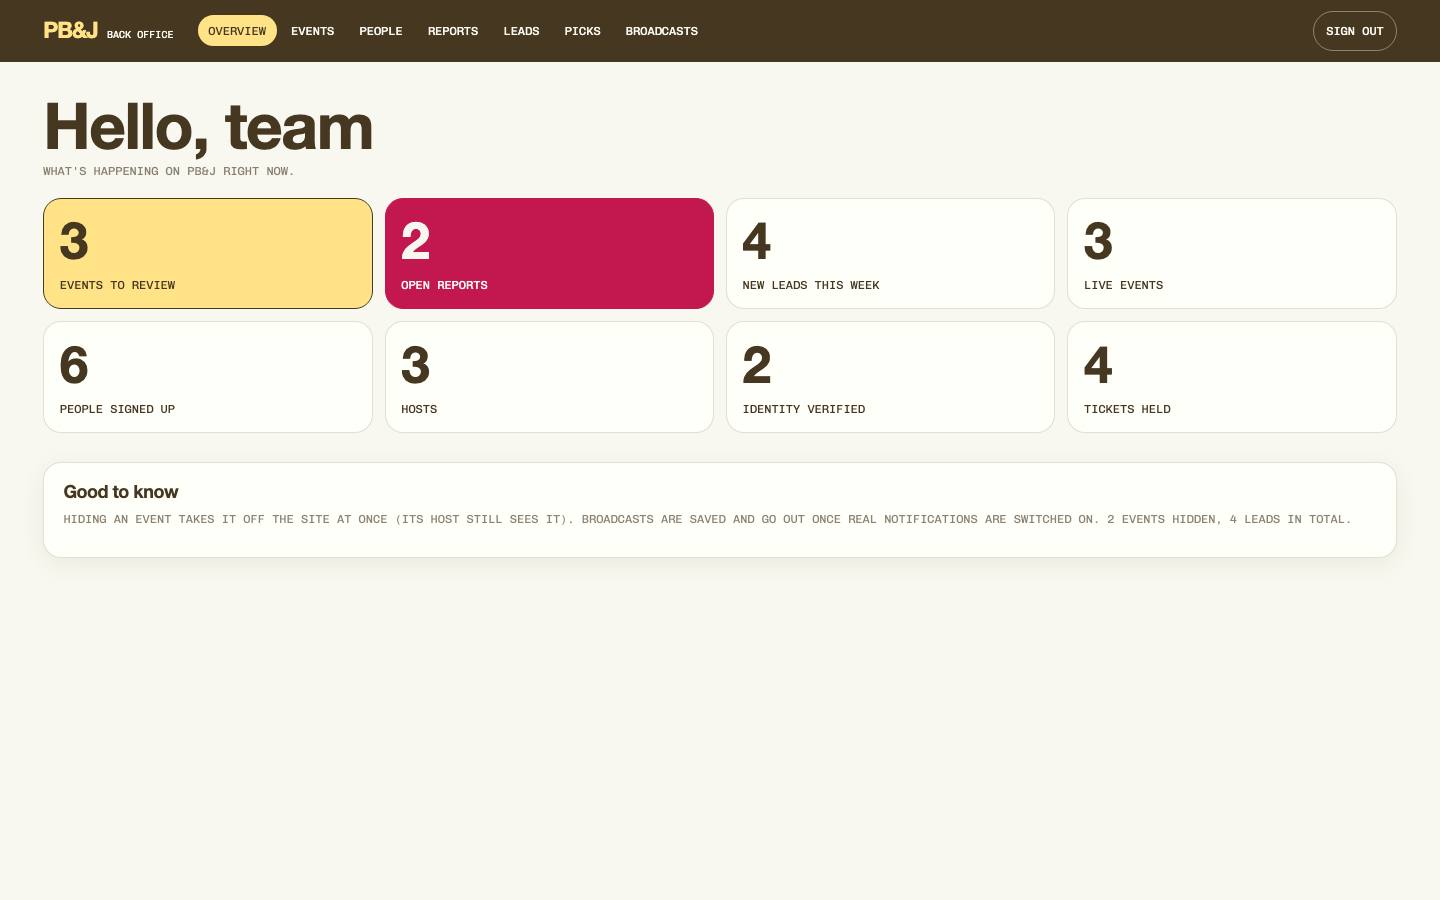 PB&J BACK OFFICE OVERVIEW EVENTS PEOPLE REPORTS LEADS PICKS BROADCASTS SIGN OUT
Hello, team
WHAT'S HAPPENING ON PB&J RIGHT NOW.
3
EVENTS TO REVIEW
2
OPEN REPORTS
4
NEW LEADS THIS WEEK
3
LIVE EVENTS
6
PEOPLE SIGNED UP
3
HOSTS
2
IDENTITY VERIFIED
4
TICKETS HELD
Good to know
HIDING AN EVENT TAKES IT OFF THE SITE AT ONCE (ITS HOST STILL SEES IT). BROADCASTS ARE SAVED AND GO OUT ONCE REAL NOTIFICATIONS ARE SWITCHED ON. 2 EVENTS HIDDEN, 4 LEADS IN TOTAL.